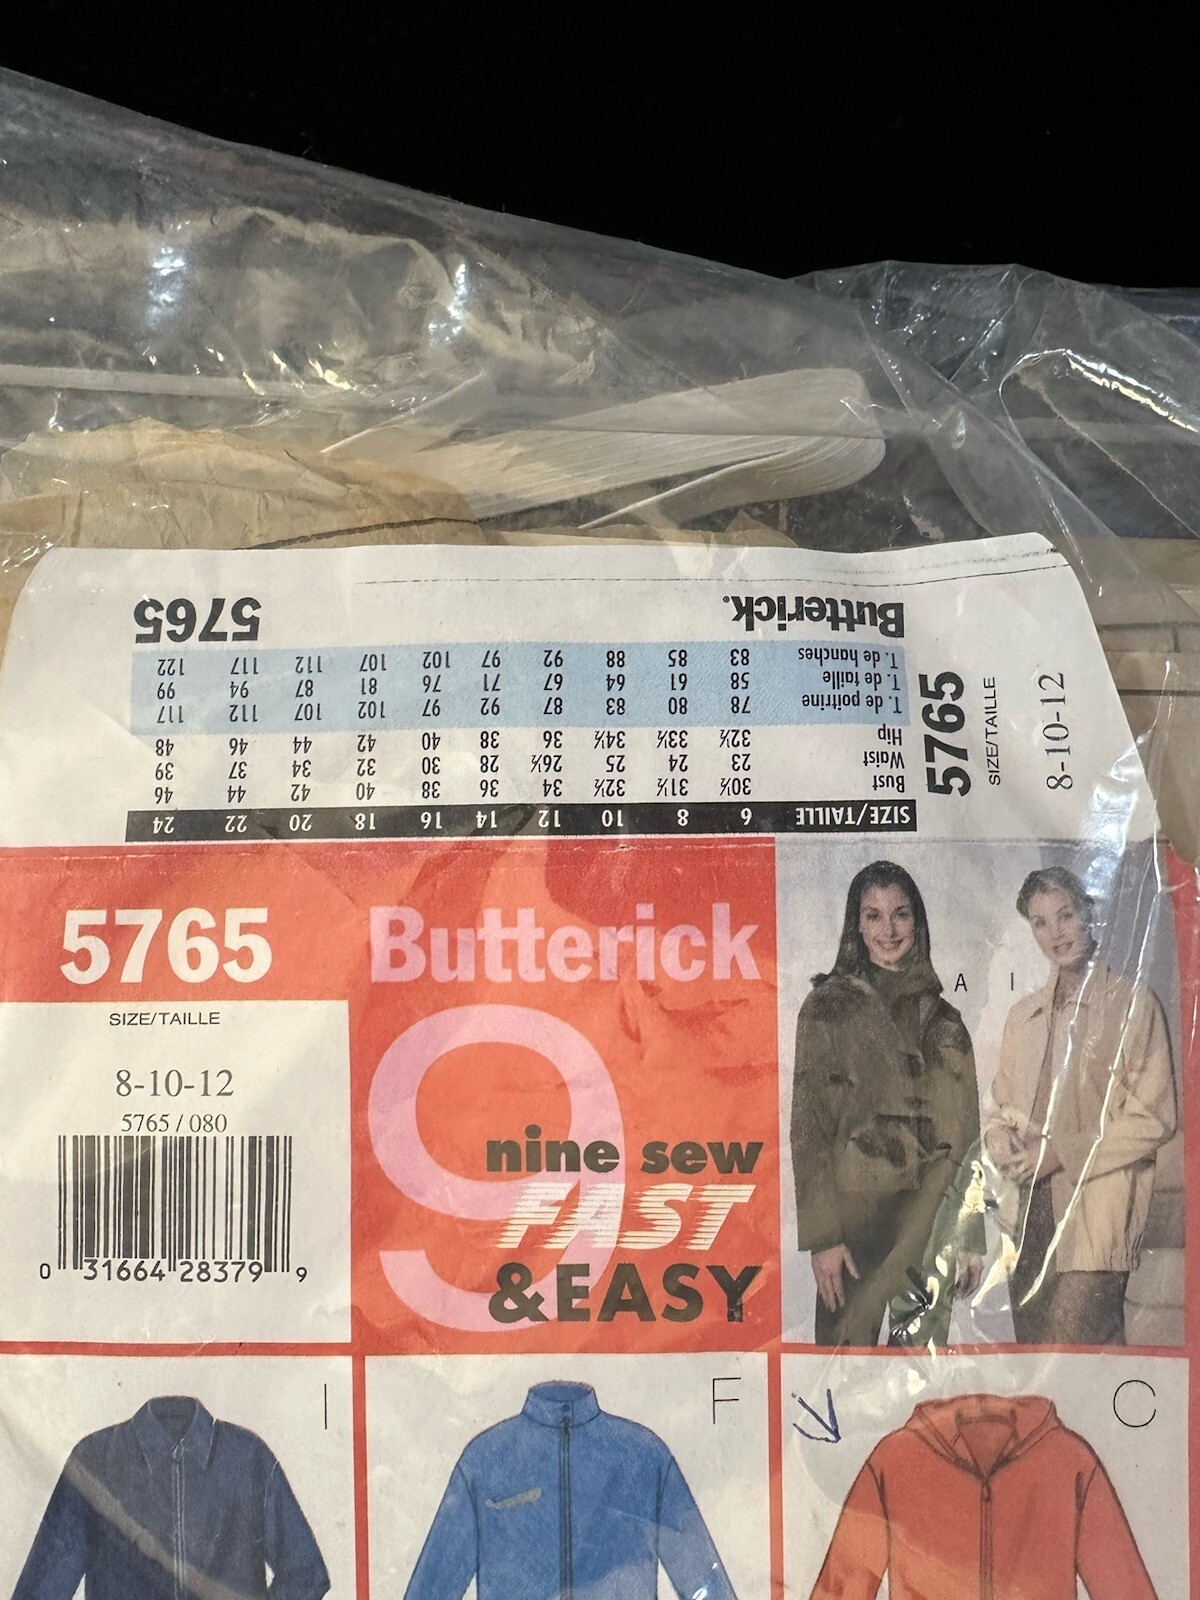 Butterick. 5765
T. de hanches 83 85 88 92 97 102 107 112 117 122
T. de taille 58 61 64 67 71 76 81 87 94 99
T. de poitrine 78 80 83 87 92 97 102 107 112 117
Hip 32½ 33½ 34½ 36 38 40 42 44 46 48
Waist 23 24 25 26½ 28 30 32 34 37 39
Bust 30½ 31½ 32½ 34 36 38 40 42 44 46
SIZE/TAILLE 6 8 10 12 14 16 18 20 22 24
5765
SIZE/TAILLE
8-10-12
5765
SIZE/TAILLE
8-10-12
5765 / 080
0 31664 28379 9
Butterick
9
nine sew
FAST
&EASY
A I
I
F
C